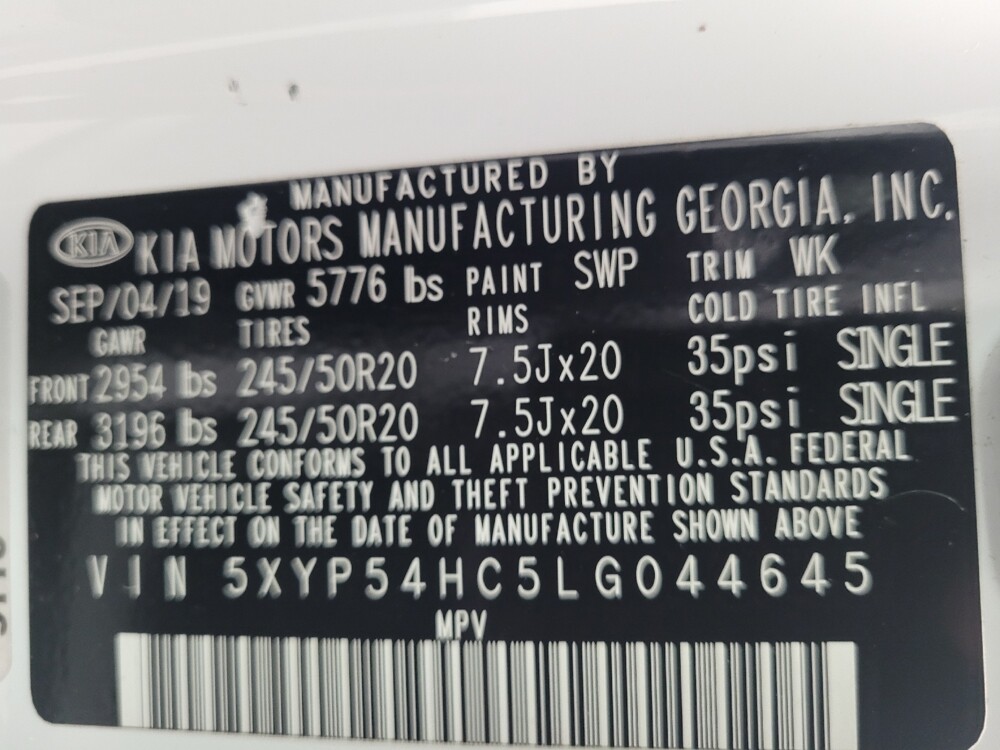 MANUFACTURED BY
KIA KIA MOTORS MANUFACTURING GEORGIA, INC.
SEP/04/19 GVWR 5776 lbs PAINT SWP TRIM WK
GAWR TIRES RIMS COLD TIRE INFL
FRONT 2954 lbs 245/50R20 7.5Jx20 35psi SINGLE
REAR 3196 lbs 245/50R20 7.5Jx20 35psi SINGLE
THIS VEHICLE CONFORMS TO ALL APPLICABLE U.S.A. FEDERAL
MOTOR VEHICLE SAFETY AND THEFT PREVENTION STANDARDS
IN EFFECT ON THE DATE OF MANUFACTURE SHOWN ABOVE
VIN 5XYP54HC5LG044645
MPV